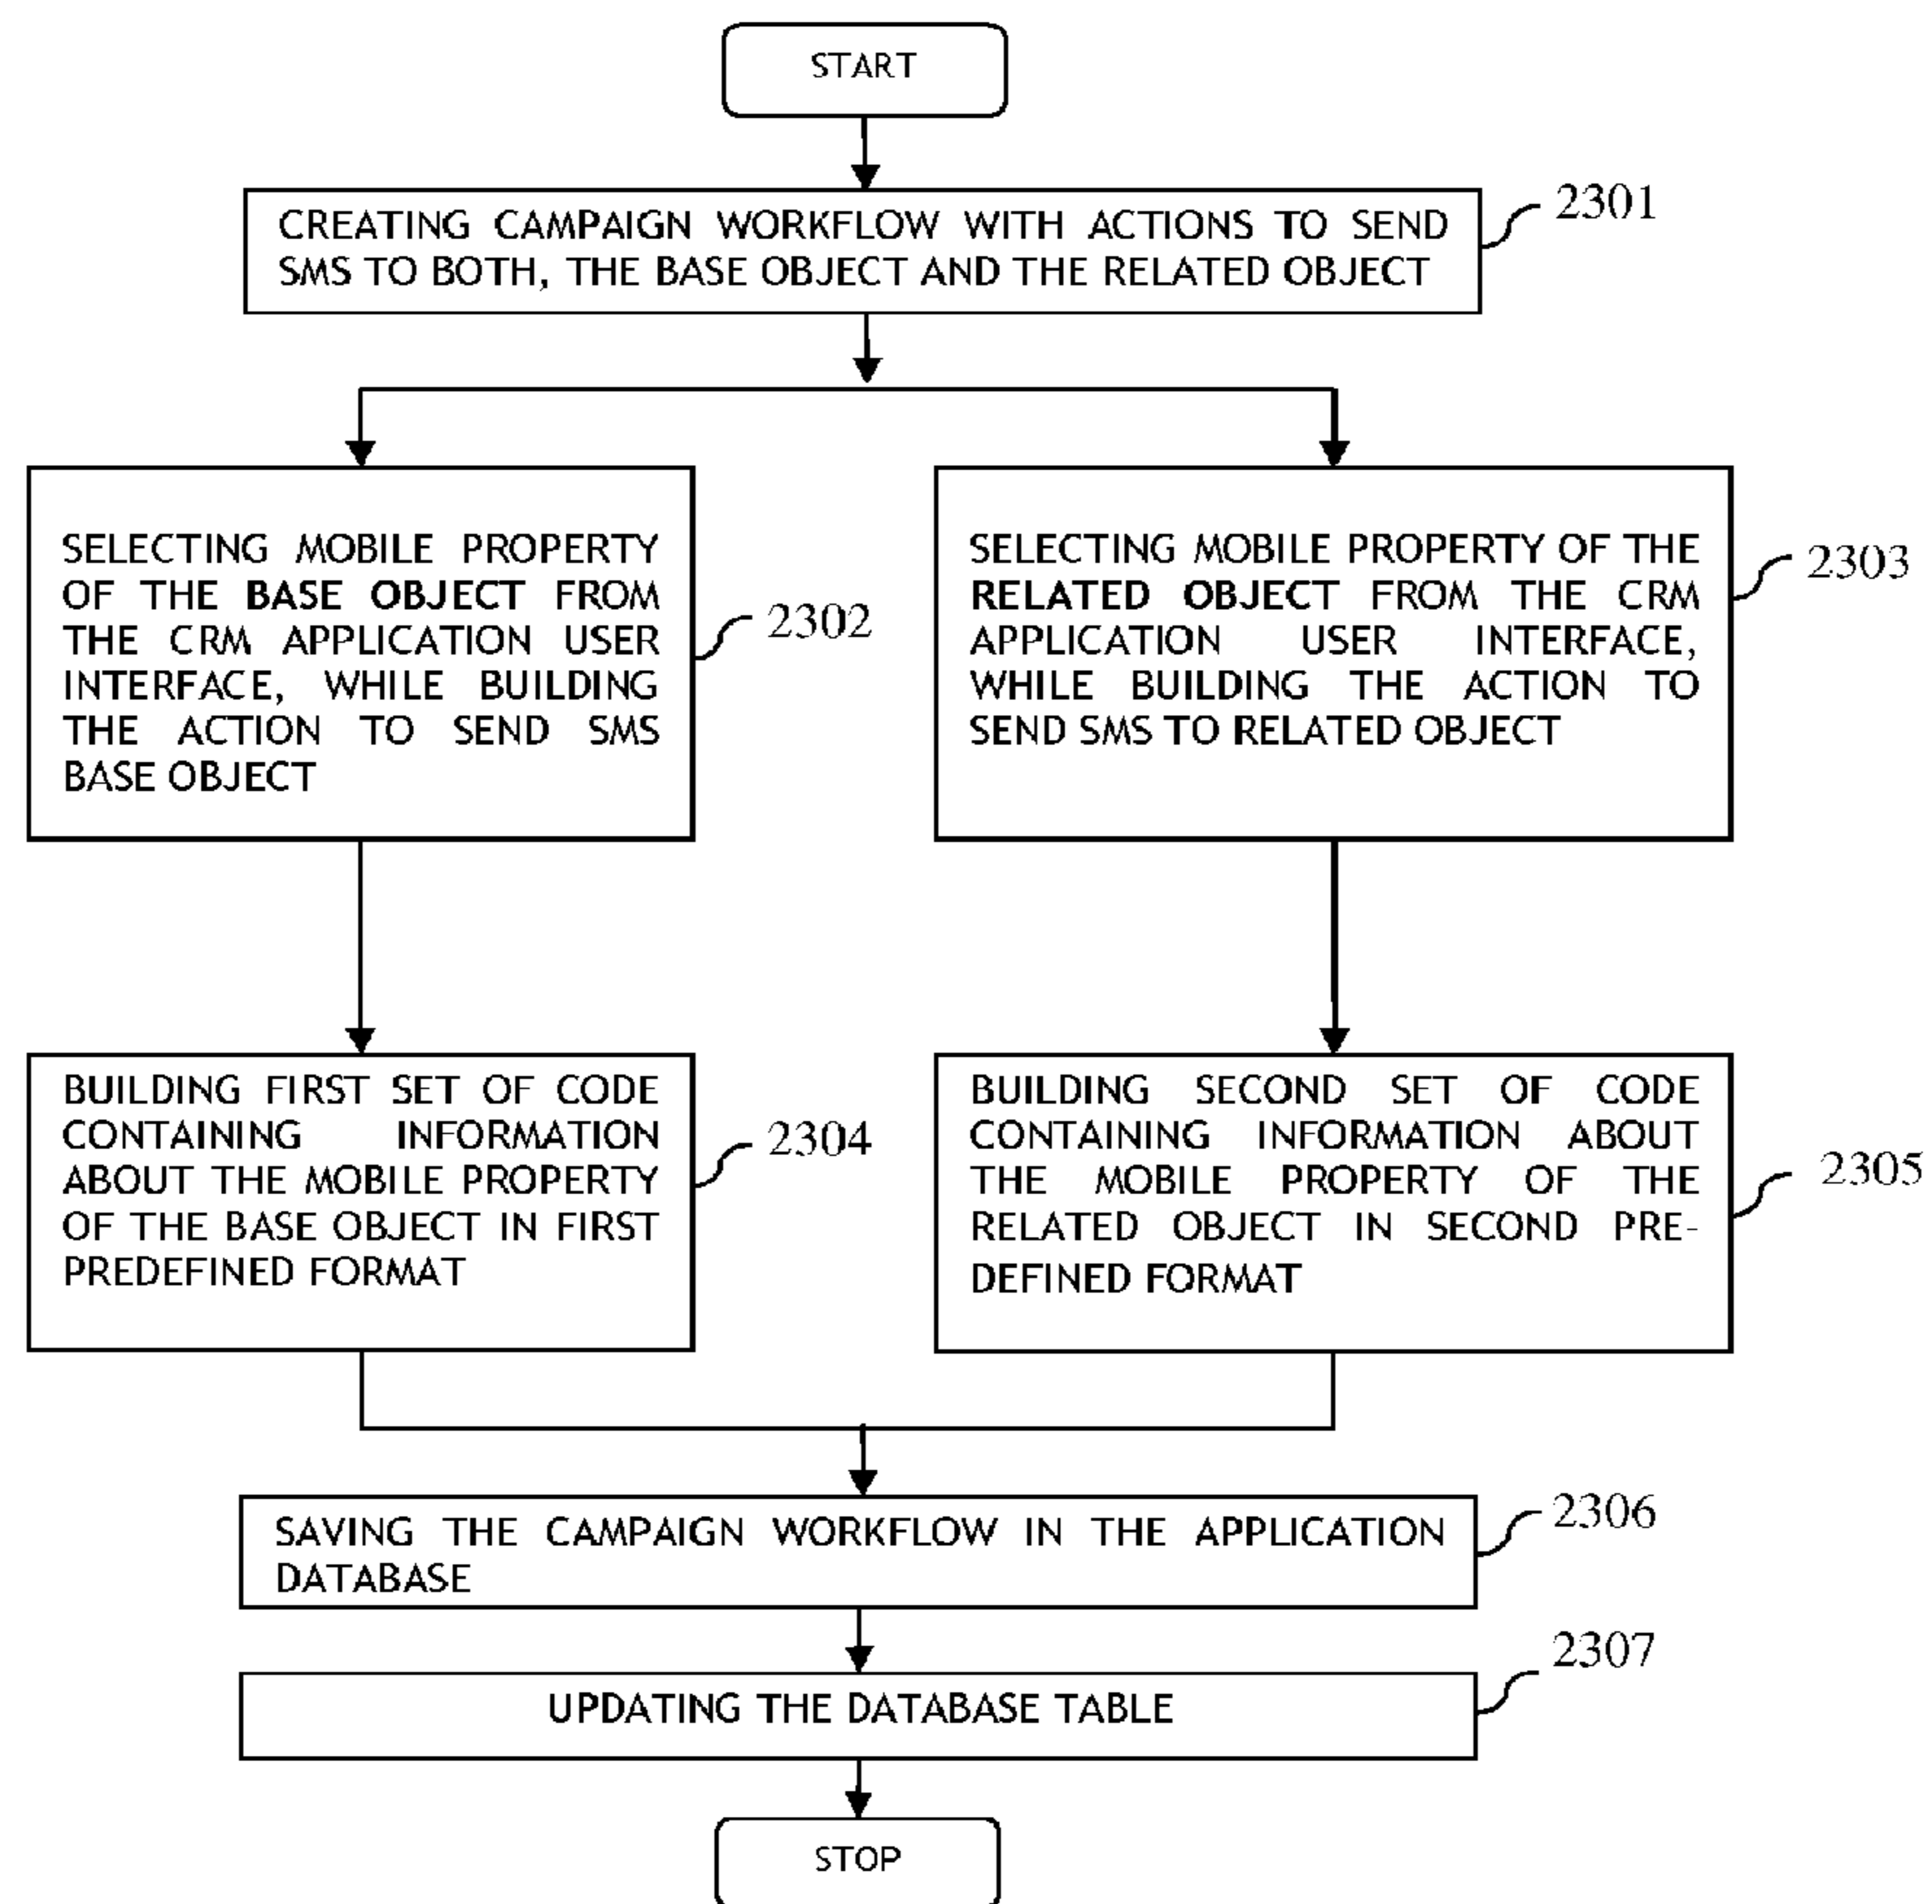 START
CREATING CAMPAIGN WORKFLOW WITH ACTIONS TO SEND
SMS TO BOTH, THE BASE OBJECT AND THE RELATED OBJECT
2301
SELECTING MOBILE PROPERTY
OF THE BASE OBJECT FROM
THE CRM APPLICATION USER
INTERFACE, WHILE BUILDING
THE ACTION TO SEND SMS
BASE OBJECT
2302
SELECTING MOBILE PROPERTY OF THE
RELATED OBJECT FROM THE CRM
APPLICATION USER INTERFACE,
WHILE BUILDING THE ACTION TO
SEND SMS TO RELATED OBJECT
2303
BUILDING FIRST SET OF CODE
CONTAINING INFORMATION
ABOUT THE MOBILE PROPERTY
OF THE BASE OBJECT IN FIRST
PREDEFINED FORMAT
2304
BUILDING SECOND SET OF CODE
CONTAINING INFORMATION ABOUT
THE MOBILE PROPERTY OF THE
RELATED OBJECT IN SECOND PRE-
DEFINED FORMAT
2305
SAVING THE CAMPAIGN WORKFLOW IN THE APPLICATION
DATABASE
2306
UPDATING THE DATABASE TABLE
2307
STOP